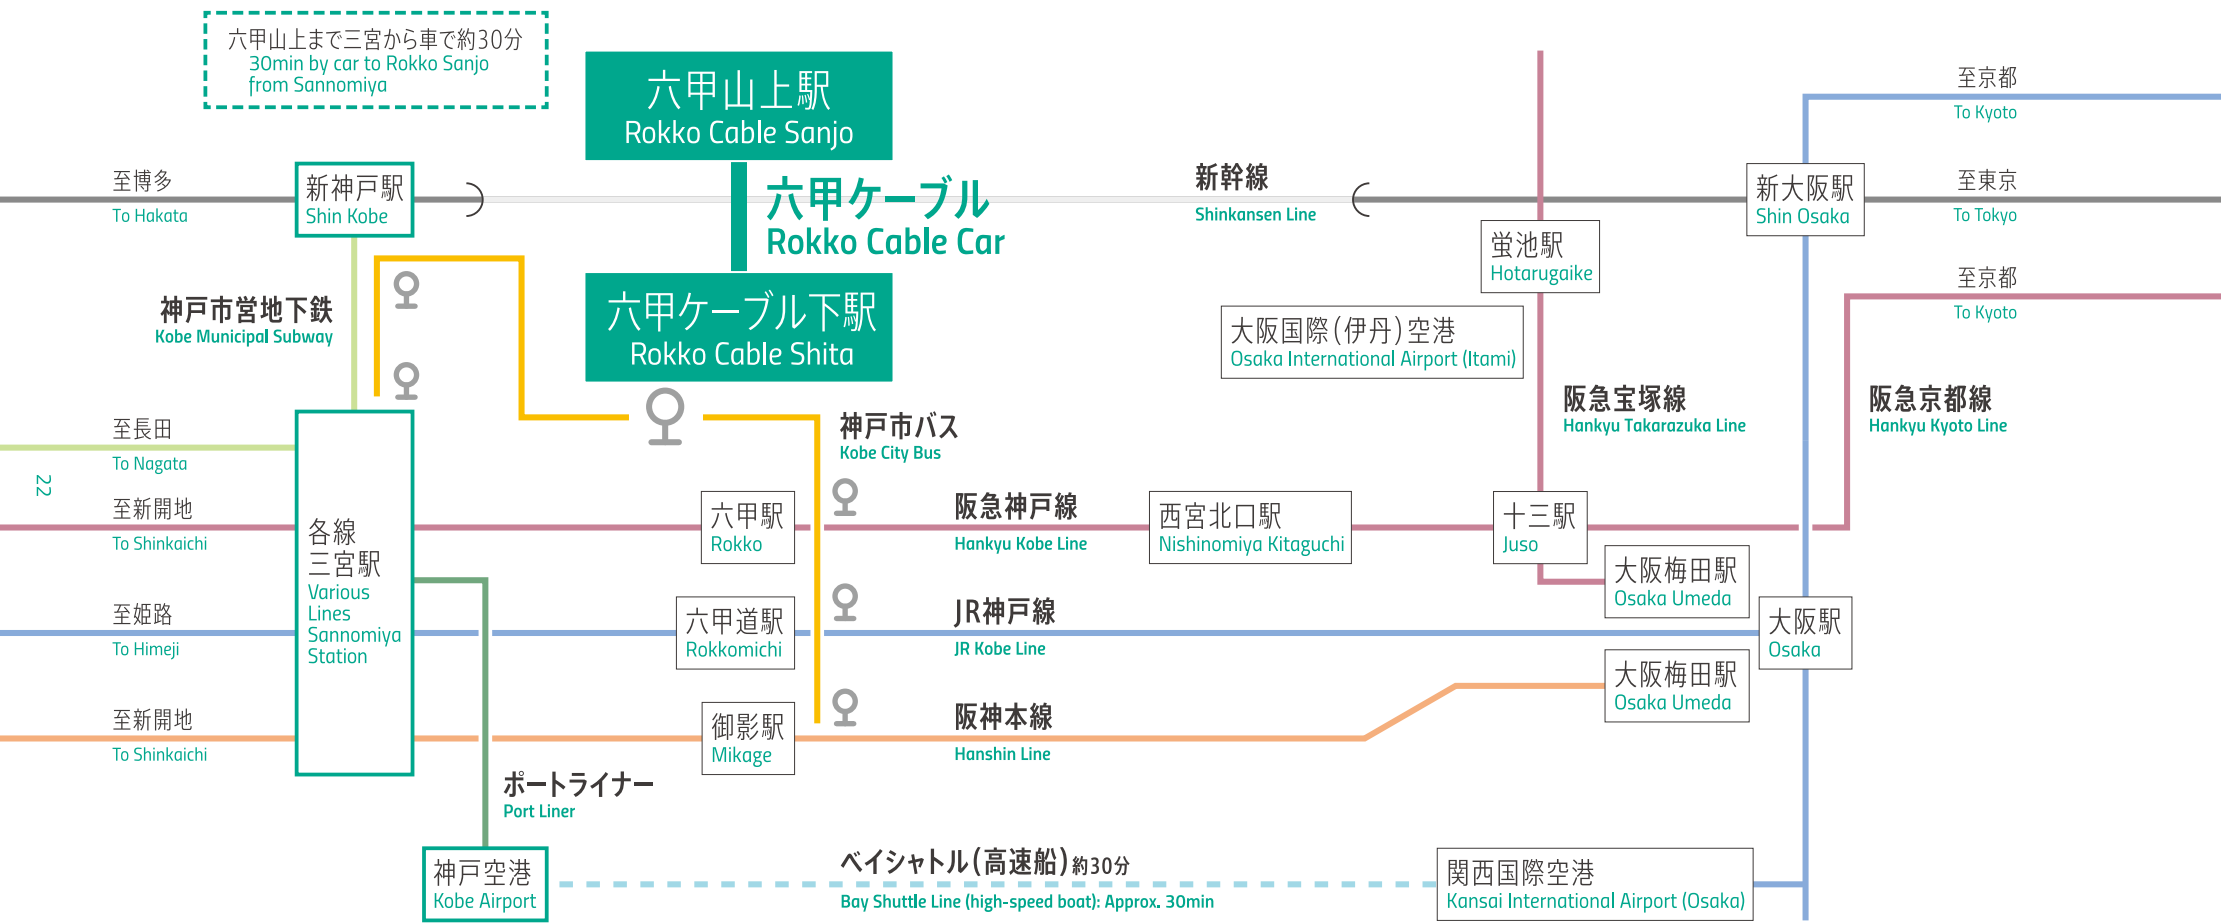 六甲山上まで三宮から車で約30分
30min by car to Rokko Sanjo
from Sannomiya
六甲山上駅
Rokko Cable Sanjo
六甲ケーブル
Rokko Cable Car
六甲ケーブル下駅
Rokko Cable Shita
至京都
To Kyoto
至博多
To Hakata
新神戸駅
Shin Kobe
新幹線
Shinkansen Line
新大阪駅
Shin Osaka
至東京
To Tokyo
蛍池駅
Hotarugaike
至京都
To Kyoto
神戸市営地下鉄
Kobe Municipal Subway
大阪国際(伊丹)空港
Osaka International Airport (Itami)
阪急宝塚線
Hankyu Takarazuka Line
阪急京都線
Hankyu Kyoto Line
至長田
To Nagata
神戸市バス
Kobe City Bus
22
至新開地
To Shinkaichi
各線
三宮駅
Various
Lines
Sannomiya
Station
六甲駅
Rokko
阪急神戸線
Hankyu Kobe Line
西宮北口駅
Nishinomiya Kitaguchi
十三駅
Juso
大阪梅田駅
Osaka Umeda
至姫路
To Himeji
六甲道駅
Rokkomichi
JR神戸線
JR Kobe Line
大阪駅
Osaka
大阪梅田駅
Osaka Umeda
至新開地
To Shinkaichi
御影駅
Mikage
阪神本線
Hanshin Line
ポートライナー
Port Liner
神戸空港
Kobe Airport
ベイシャトル(高速船)約30分
Bay Shuttle Line (high-speed boat): Approx. 30min
関西国際空港
Kansai International Airport (Osaka)